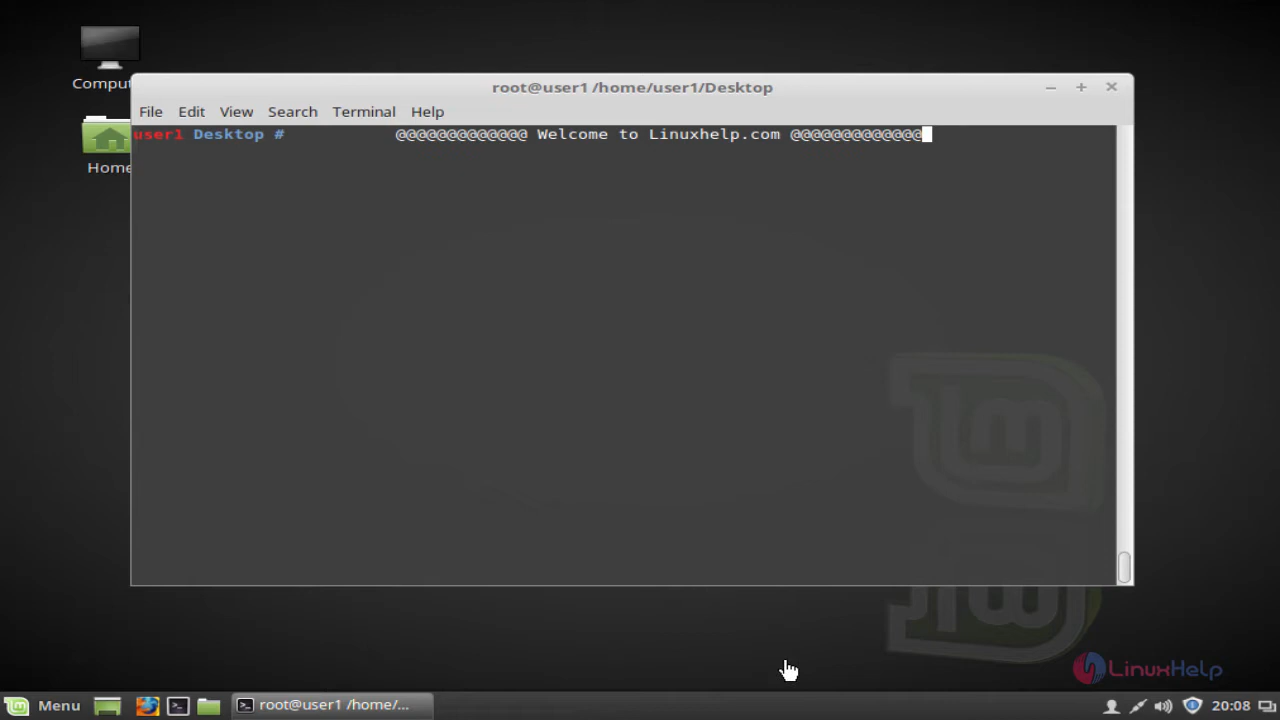 Comput
Home
root@user1 /home/user1/Desktop
File Edit View Search Terminal Help
user1 Desktop # @@@@@@@@@@@@@ Welcome to Linuxhelp.com @@@@@@@@@@@@@
LinuxHelp
Menu
root@user1 /home/...
20:08